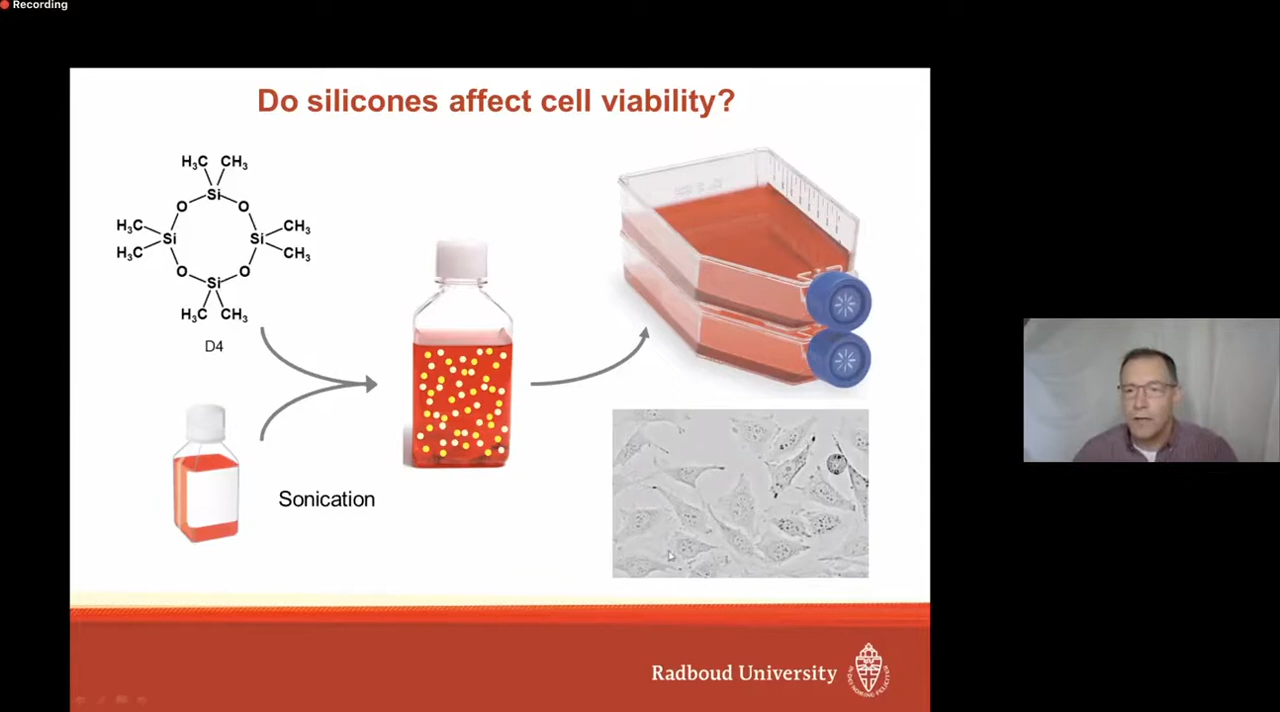 Recording
Do silicones affect cell viability?
H₃C CH₃
Si
O O
H₃C CH₃
Si Si
H₃C CH₃
O O
Si
H₃C CH₃
D4
Sonication
Radboud University